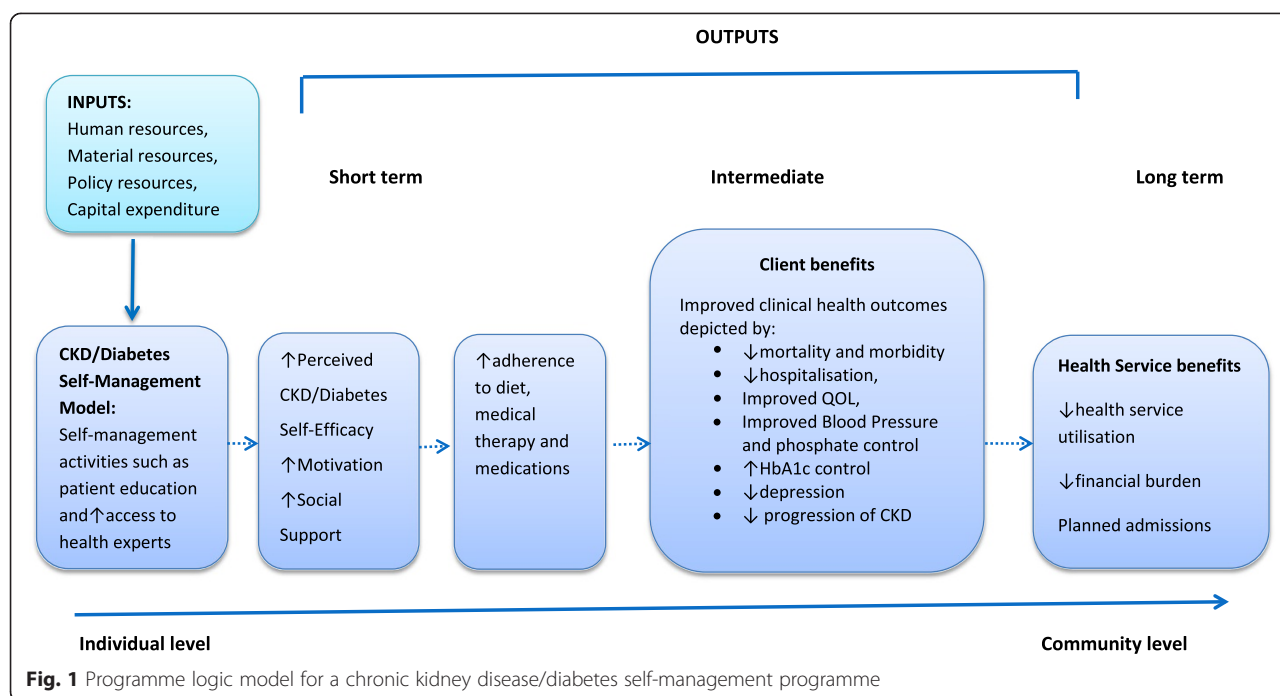 OUTPUTS
INPUTS:
Human resources,
Material resources,
Policy resources,
Capital expenditure
Short term
Intermediate
Long term
CKD/Diabetes
Self-Management
Model:
Self-management
activities such as
patient education
and↑access to
health experts
↑Perceived
CKD/Diabetes
Self-Efficacy
↑Motivation
↑Social
Support
↑adherence
to diet,
medical
therapy and
medications
Client benefits
Improved clinical health outcomes
depicted by:
• ↓mortality and morbidity
• ↓hospitalisation,
• Improved QOL,
• Improved Blood Pressure
and phosphate control
• ↑HbA1c control
• ↓depression
• ↓ progression of CKD
Health Service benefits
↓health service
utilisation
↓financial burden
Planned admissions
Individual level
Community level
Fig. 1 Programme logic model for a chronic kidney disease/diabetes self-management programme